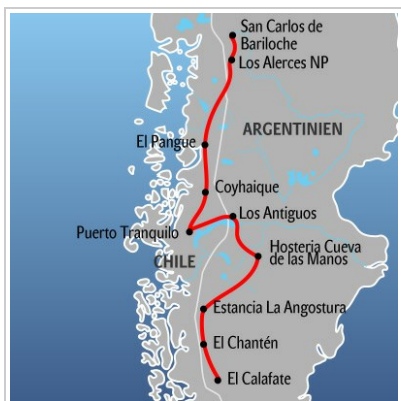 San Carlos de
Bariloche
Los Alerces NP
ARGENTINIEN
El Pangue
Coyhaique
Los Antiguos
Puerto Tranquilo
Hosteria Cueva
de las Manos
CHILE
Estancia La Angostura
El Chantén
El Calafate